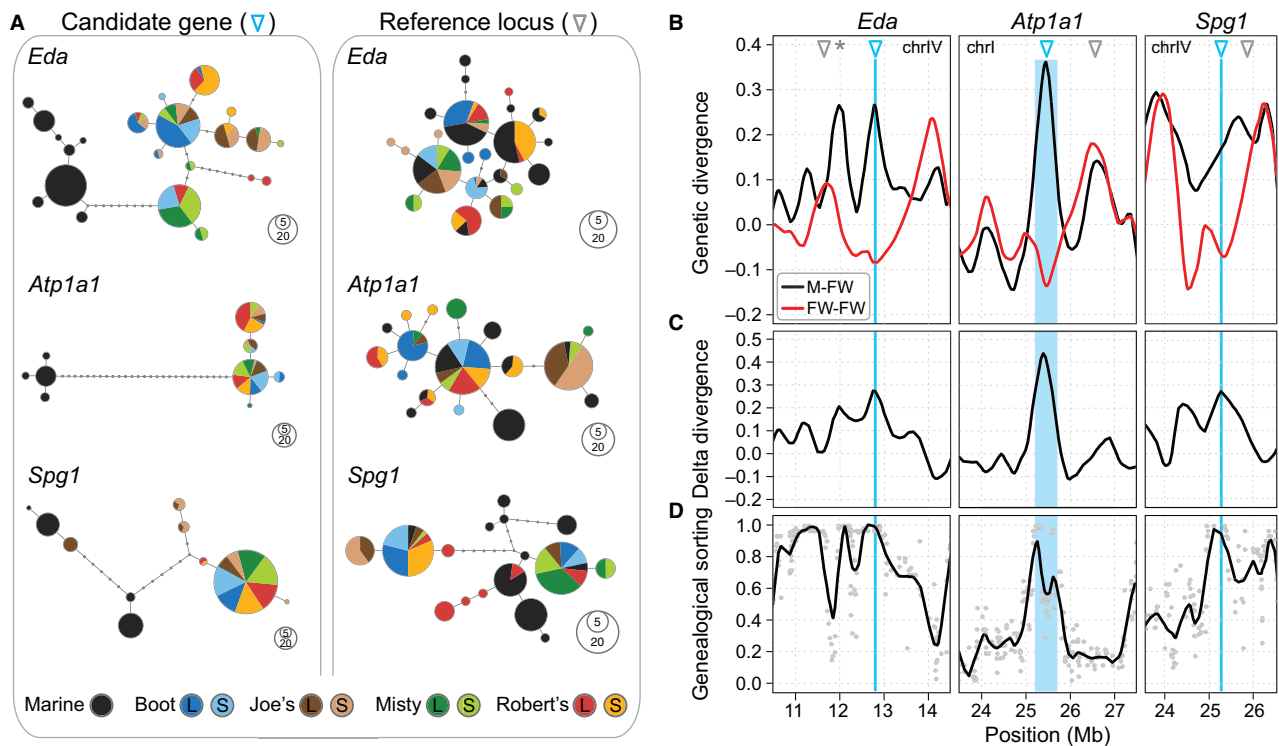 A
Candidate gene ( )
Reference locus ( )
Eda
Eda
5
20
5
20
Atp1a1
Atp1a1
5
20
5
20
Spg1
Spg1
5
20
5
20
Marine
Boot L S
Joe's L S
Misty L S
Robert's L S
B
Eda
Atp1a1
Spg1
*
chrIV
chrI
chrIV
Genetic divergence
0.4
0.3
0.2
0.1
0.0
–0.1
–0.2
M-FW
FW-FW
C
Delta divergence
0.5
0.4
0.3
0.2
0.1
0.0
–0.1
–0.2
D
Genealogical sorting
1.0
0.8
0.6
0.4
0.2
0.0
11 12 13 14
24 25 26 27
24 25 26
Position (Mb)